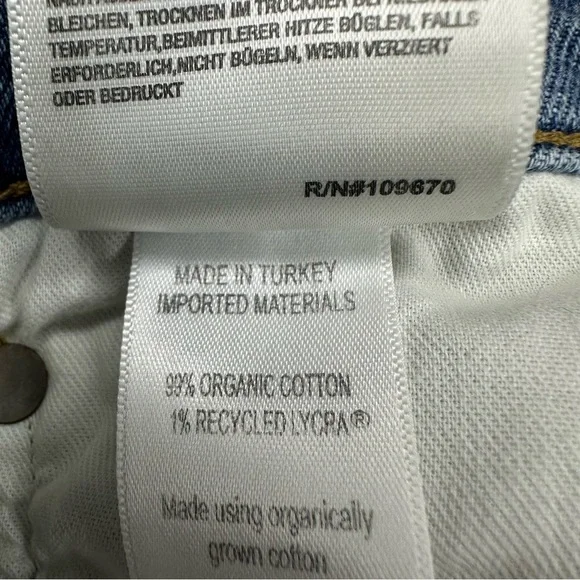 BLEICHEN, TROCKNEN IM TROCKNER BEI
TEMPERATUR,BEIMITTLERER HITZE BÜGLEN, FALLS
ERFORDERLICH,NICHT BÜGELN, WENN VERZIERT
ODER BEDRUCKT
R/N#109670
MADE IN TURKEY
IMPORTED MATERIALS
99% ORGANIC COTTON
1% RECYCLED LYCRA®
Made using organically
grown cotton